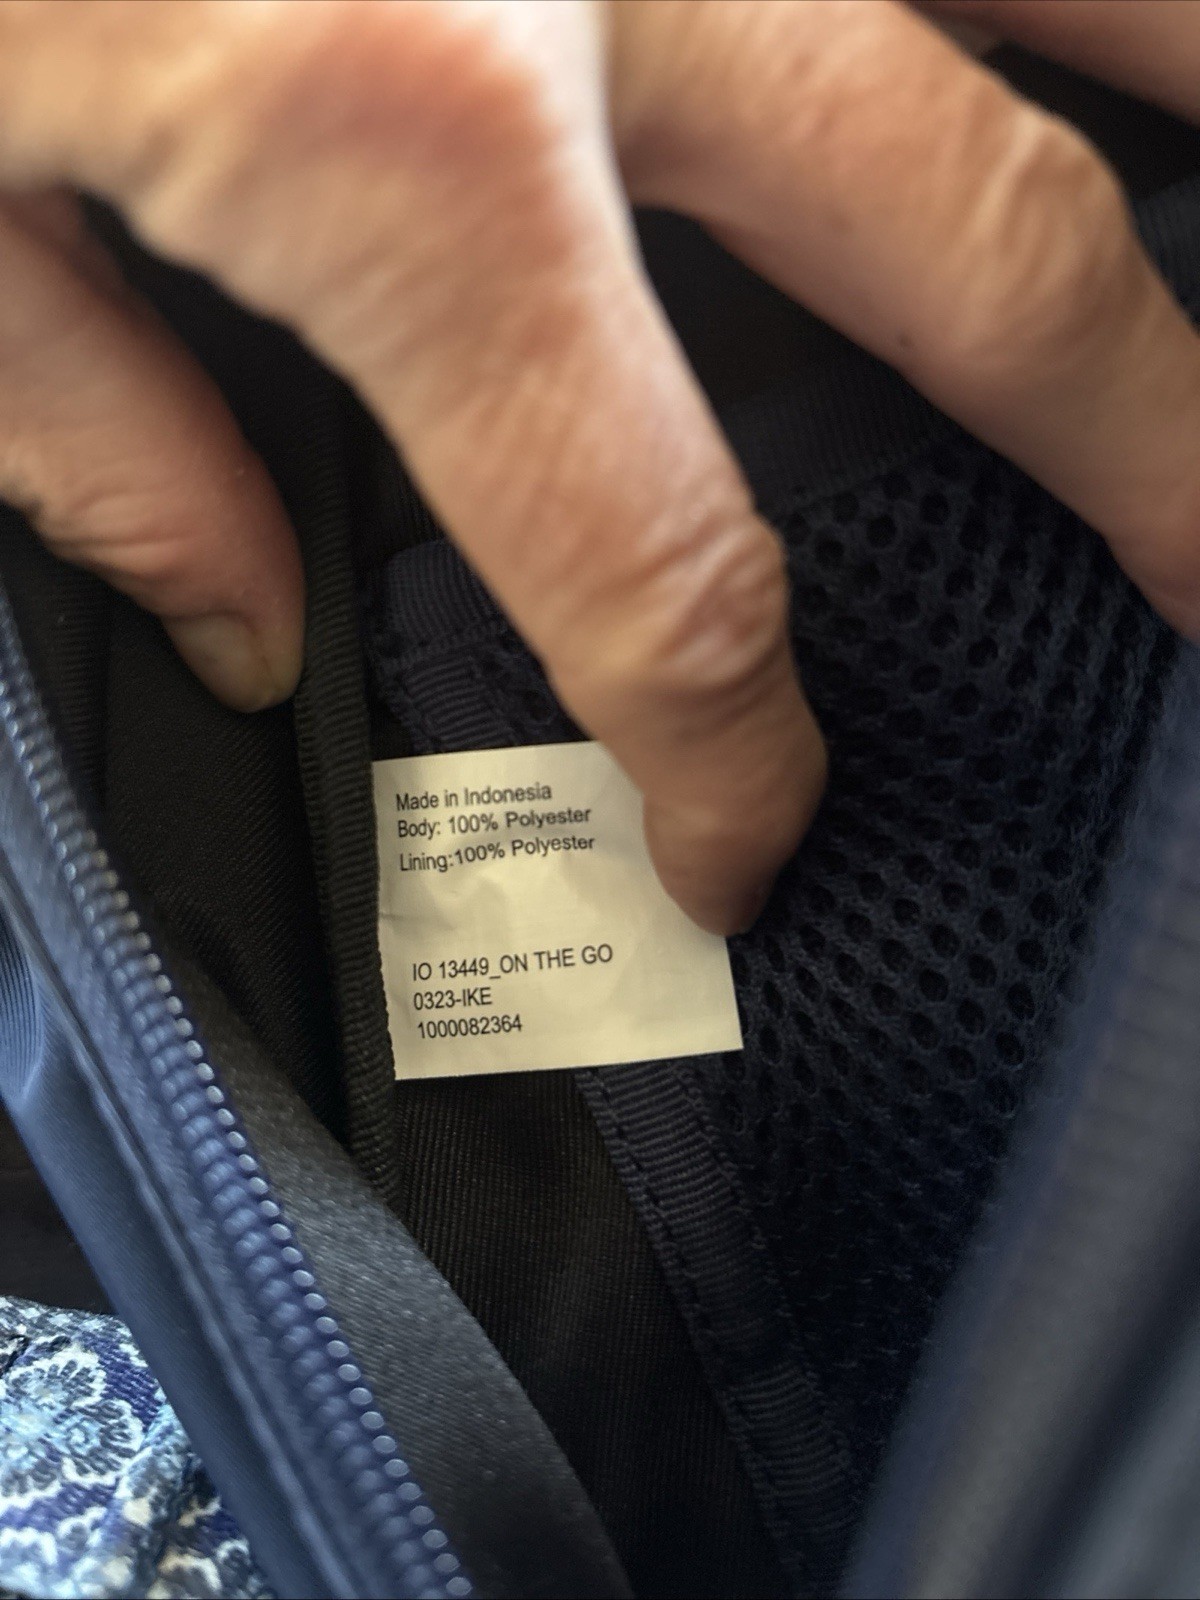 Made in Indonesia
Body: 100% Polyester
Lining:100% Polyester
IO 13449_ON THE GO
0323-IKE
1000082364